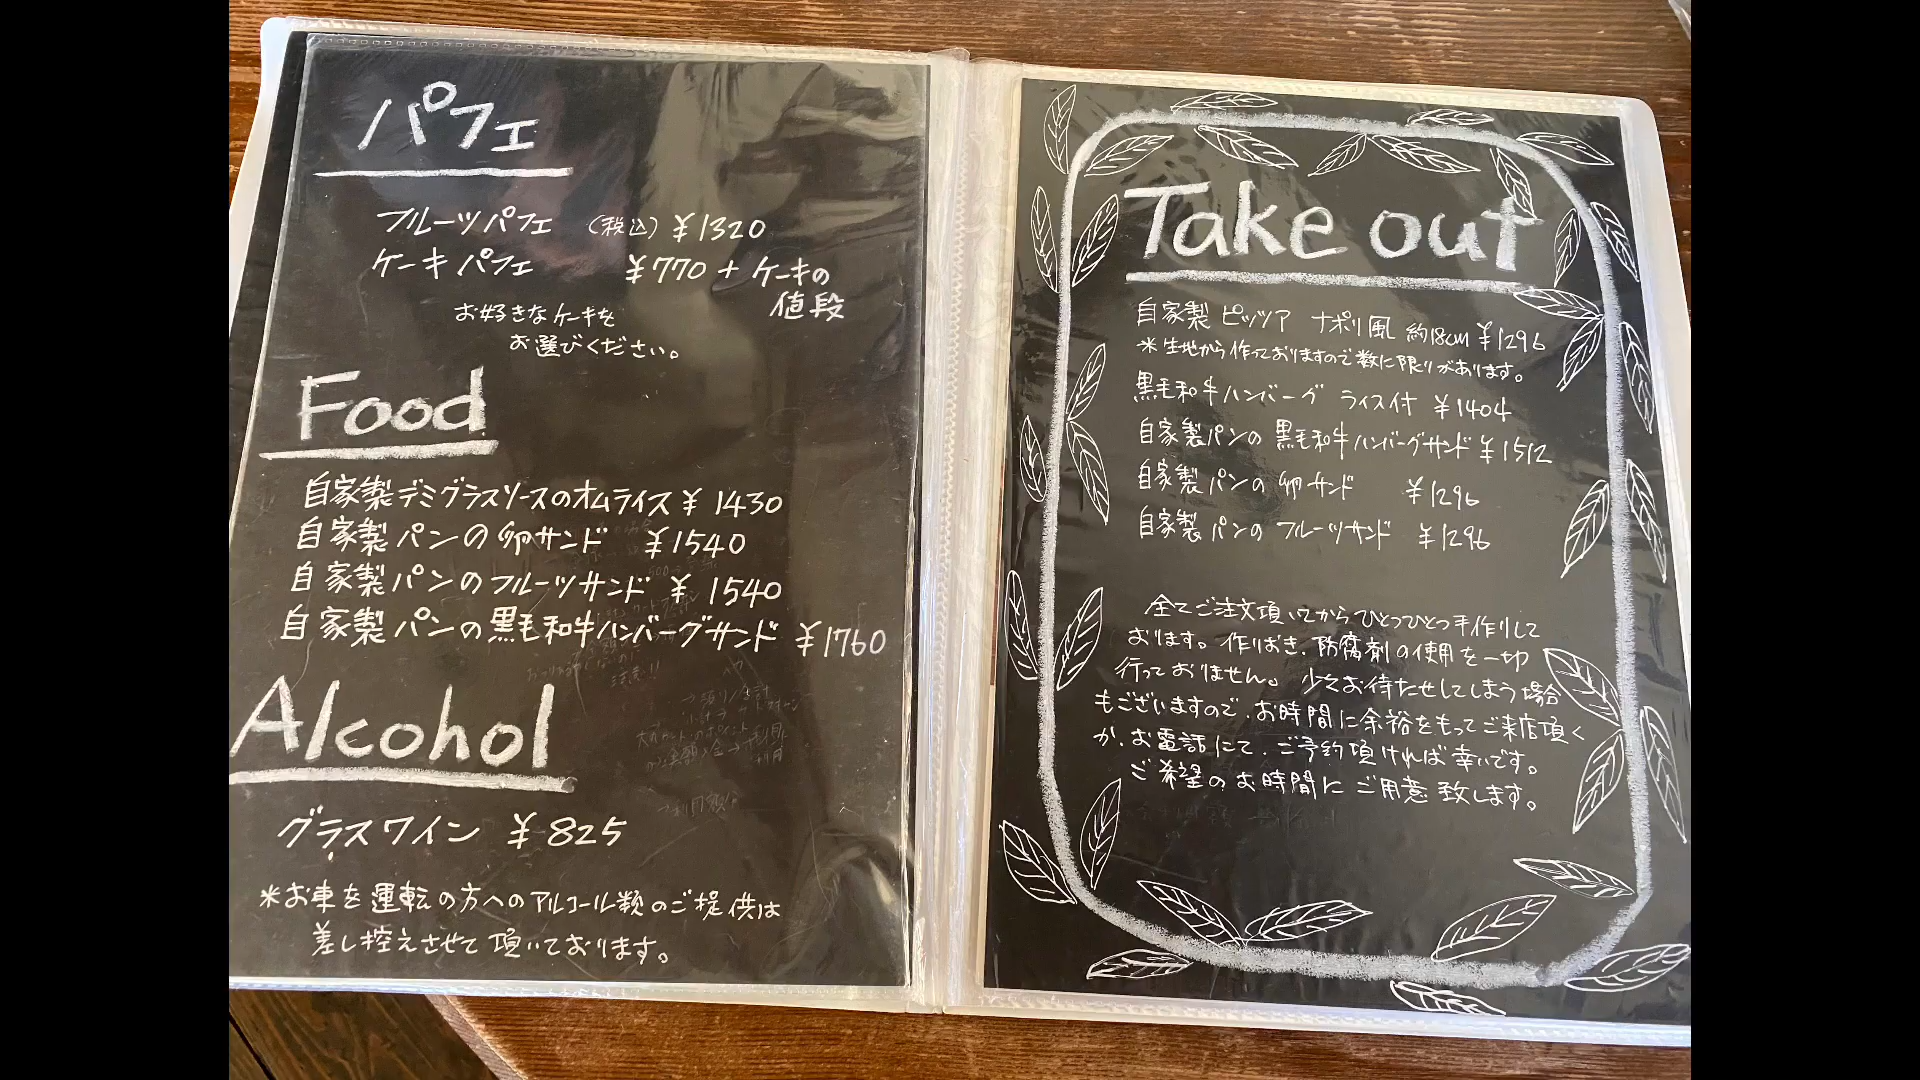 パフェ
フルーツパフェ (税込) ¥1320
ケーキパフェ ¥770 + ケーキの
値段
お好きなケーキを
お選びください。
Food
自家製デミグラスソースのオムライス ¥1430
自家製パンの卵サンド ¥1540
自家製パンのフルーツサンド ¥1540
自家製パンの黒毛和牛ハンバーグサンド ¥1760
Alcohol
グラスワイン ¥825
※お車を運転の方へのアルコール類のご提供は
差し控えさせて頂いております。
Take out
自家製ピッツア ナポリ風 約18cm ¥1296
※生地から作っておりますので数に限りがあります。
黒毛和牛ハンバーグ ライス付 ¥1404
自家製パンの黒毛和牛ハンバーグサンド ¥1512
自家製パンの卵サンド ¥1296
自家製パンのフルーツサンド ¥1296
全てご注文頂いてからひとつひとつ手作りして
おります。作りおき、防腐剤の使用を一切
行っておりません。少々お待たせしてしまう場合
もございますので、お時間に余裕をもってご来店頂く
か、お電話にて、ご予約頂ければ幸いです。
ご希望のお時間にご用意致します。